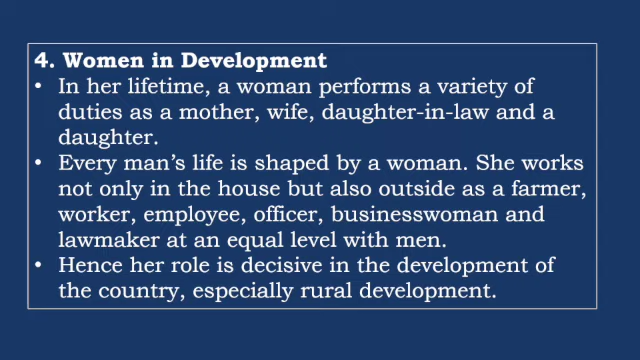 4. Women in Development
• In her lifetime, a woman performs a variety of
duties as a mother, wife, daughter-in-law and a
daughter.
• Every man's life is shaped by a woman. She works
not only in the house but also outside as a farmer,
worker, employee, officer, businesswoman and
lawmaker at an equal level with men.
• Hence her role is decisive in the development of
the country, especially rural development.